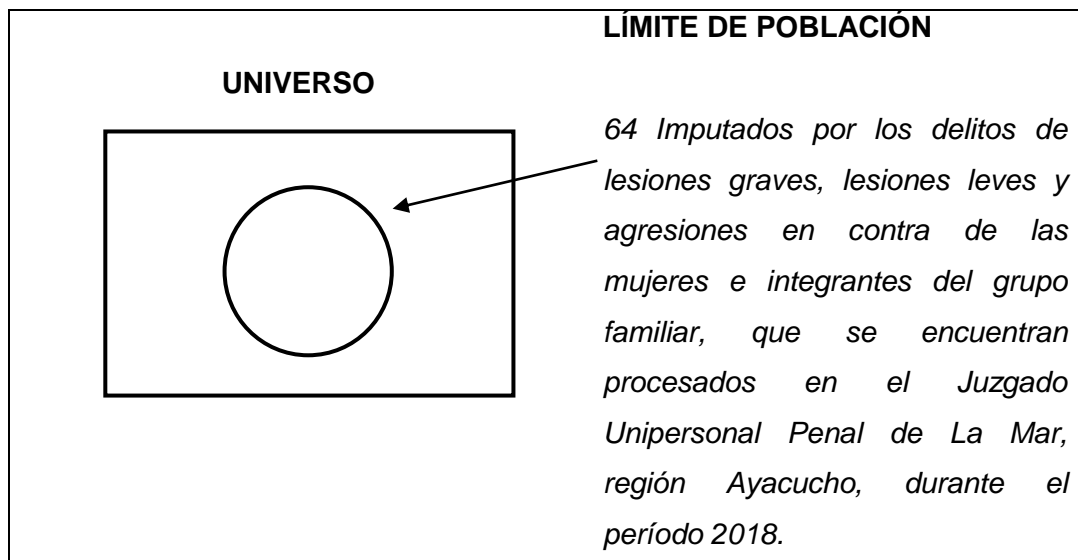 LÍMITE DE POBLACIÓN
UNIVERSO
64 Imputados por los delitos de
lesiones graves, lesiones leves y
agresiones en contra de las
mujeres e integrantes del grupo
familiar, que se encuentran
procesados en el Juzgado
Unipersonal Penal de La Mar,
región Ayacucho, durante el
período 2018.